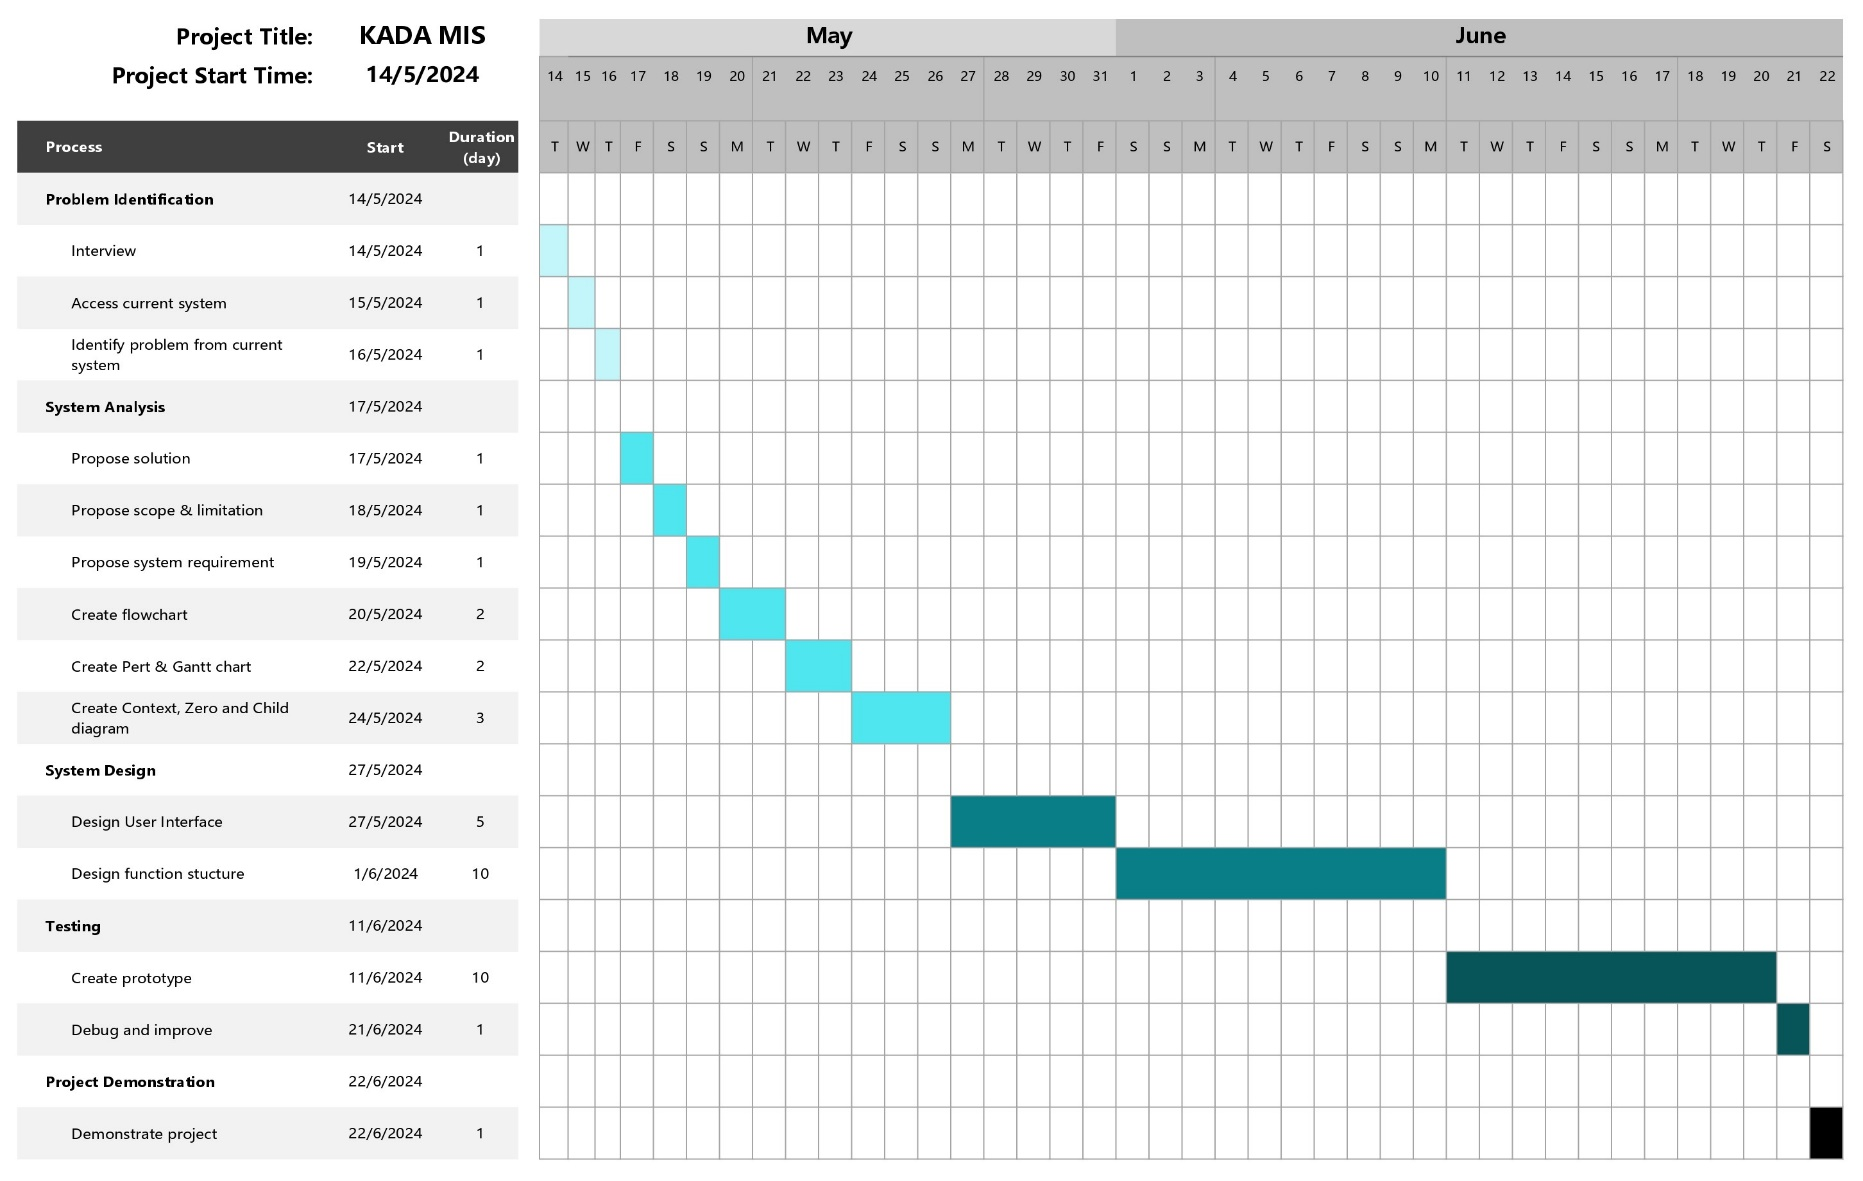 Project Title: KADA MIS
Project Start Time: 14/5/2024
May June
14 15 16 17 18 19 20 21 22 23 24 25 26 27 28 29 30 31 1 2 3 4 5 6 7 8 9 10 11 12 13 14 15 16 17 18 19 20 21 22
Process Start Duration (day)
T W T F S S M T W T F S S M T W T F S S M T W T F S S M T W T F S S M T W T F S
Problem Identification 14/5/2024
Interview 14/5/2024 1
Access current system 15/5/2024 1
Identify problem from current
system 16/5/2024 1
System Analysis 17/5/2024
Propose solution 17/5/2024 1
Propose scope & limitation 18/5/2024 1
Propose system requirement 19/5/2024 1
Create flowchart 20/5/2024 2
Create Pert & Gantt chart 22/5/2024 2
Create Context, Zero and Child
diagram 24/5/2024 3
System Design 27/5/2024
Design User Interface 27/5/2024 5
Design function stucture 1/6/2024 10
Testing 11/6/2024
Create prototype 11/6/2024 10
Debug and improve 21/6/2024 1
Project Demonstration 22/6/2024
Demonstrate project 22/6/2024 1